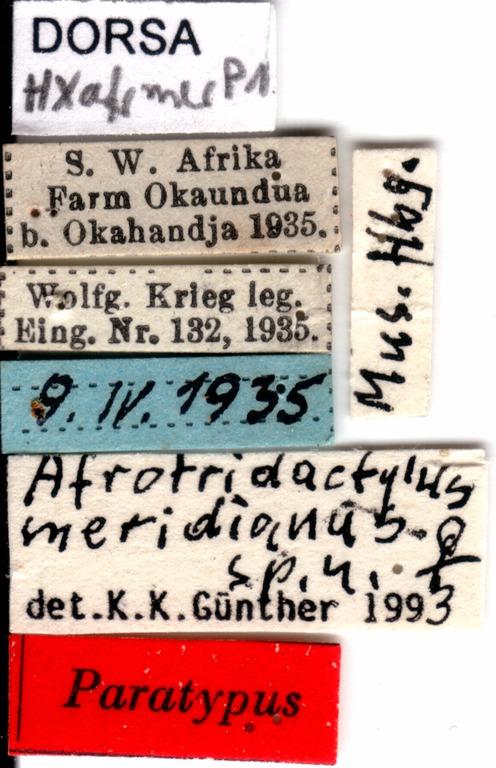 DORSA
HXafrmerP1
S. W. Afrika
Farm Okaundua
b. Okahandja 1935.
Mus. Hbg.
Wolfg. Krieg leg.
Eing. Nr. 132, 1935.
9. IV. 1935
Afrotridactylus
meridianus ♀
sp. n.
det.K.K.Günther 1993
Paratypus